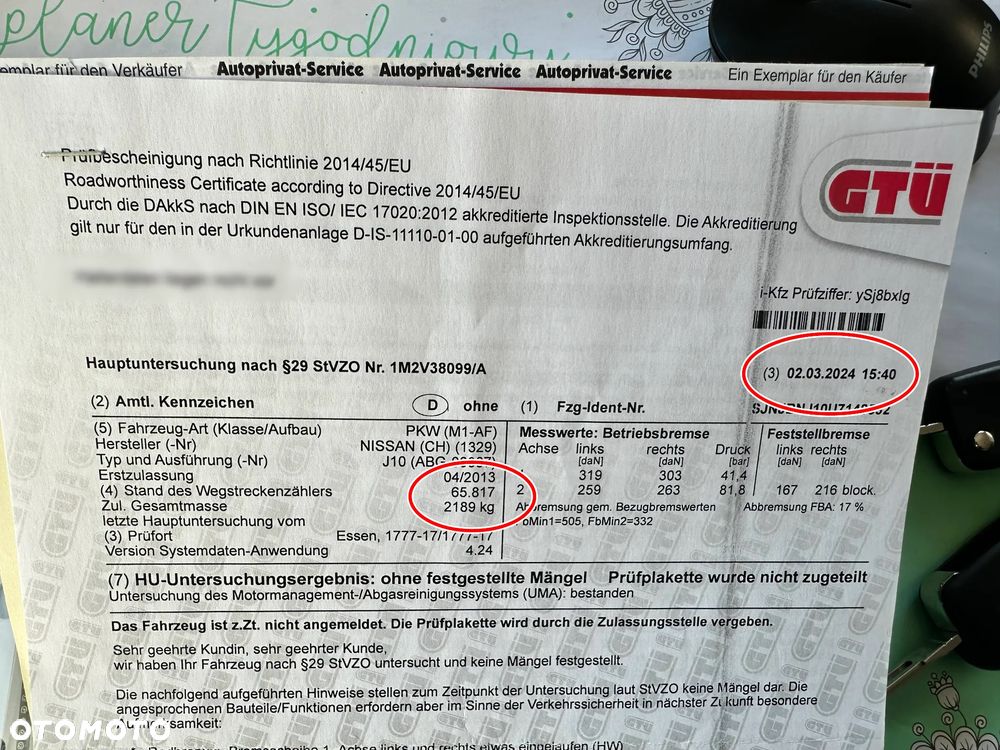 planer Tygodniowy
PHILIPS
emplar für den Verkäufer Autoprivat-Service Autoprivat-Service Autoprivat-Service Ein Exemplar für den Käufer
Prüfbescheinigung nach Richtlinie 2014/45/EU
Roadworthiness Certificate according to Directive 2014/45/EU
Durch die DAkkS nach DIN EN ISO/ IEC 17020:2012 akkreditierte Inspektionsstelle. Die Akkreditierung
gilt nur für den in der Urkundenanlage D-IS-11110-01-00 aufgeführten Akkreditierungsumfang.
GTÜ
i-Kfz Prüfziffer: ySj8bxlg
Hauptuntersuchung nach §29 StVZO Nr. 1M2V38099/A
(3) 02.03.2024 15:40
(2) Amtl. Kennzeichen D ohne (1) Fzg-Ident-Nr.
(5) Fahrzeug-Art (Klasse/Aufbau) PKW (M1-AF)
Hersteller (-Nr) NISSAN (CH) (1329)
Typ und Ausführung (-Nr) J10
Erstzulassung 04/2013
(4) Stand des Wegstreckenzählers 65.817
Zul. Gesamtmasse 2189 kg
letzte Hauptuntersuchung vom
(3) Prüfort Essen, 1777-17/1777-17
Version Systemdaten-Anwendung 4.24
Messwerte: Betriebsbremse Feststellbremse
Achse links rechts Druck links rechts
[daN] [daN] [bar] [daN] [daN]
319 303 41,4
2 259 263 81,8 167 216 block.
Abbremsung gem. Bezugbremswerten Abbremsung FBA: 17 %
FbMin2=332
(7) HU-Untersuchungsergebnis: ohne festgestellte Mängel Prüfplakette wurde nicht zugeteilt
Untersuchung des Motormanagement-/Abgasreinigungssystems (UMA): bestanden
Das Fahrzeug ist z.Zt. nicht angemeldet. Die Prüfplakette wird durch die Zulassungsstelle vergeben.
Sehr geehrte Kundin, sehr geehrter Kunde,
wir haben Ihr Fahrzeug nach §29 StVZO untersucht und keine Mängel festgestellt.
Die nachfolgend aufgeführten Hinweise stellen zum Zeitpunkt der Untersuchung laut StVZO keine Mängel dar. Die
angesprochenen Bauteile/Funktionen erfordern aber im Sinne der Verkehrssicherheit in nächster Zukunft besondere
Aufmerksamkeit:
Bremsscheibe 1. Achse links und rechts etwas eingelaufen (HW)
OTOMOTO